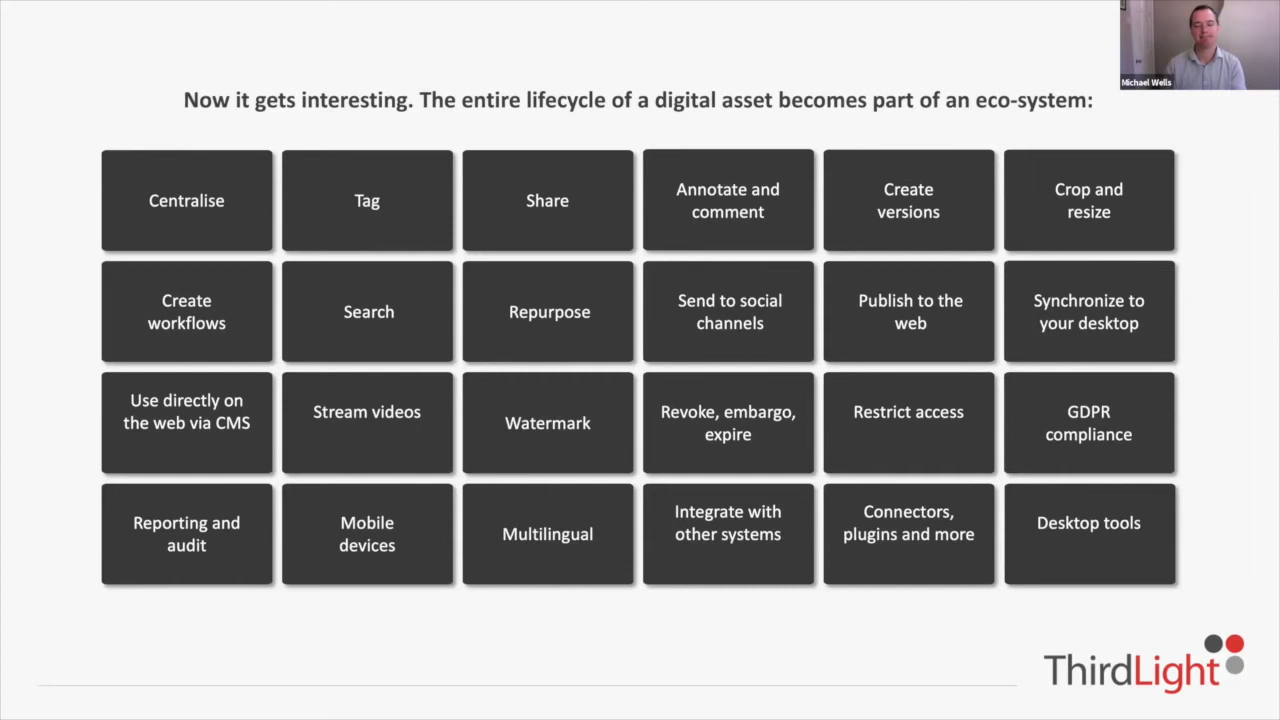 Michael Wells
Now it gets interesting. The entire lifecycle of a digital asset becomes part of an eco-system:
Centralise
Tag
Share
Annotate and
comment
Create
versions
Crop and
resize
Create
workflows
Search
Repurpose
Send to social
channels
Publish to the
web
Synchronize to
your desktop
Use directly on
the web via CMS
Stream videos
Watermark
Revoke, embargo,
expire
Restrict access
GDPR
compliance
Reporting and
audit
Mobile
devices
Multilingual
Integrate with
other systems
Connectors,
plugins and more
Desktop tools
ThirdLight